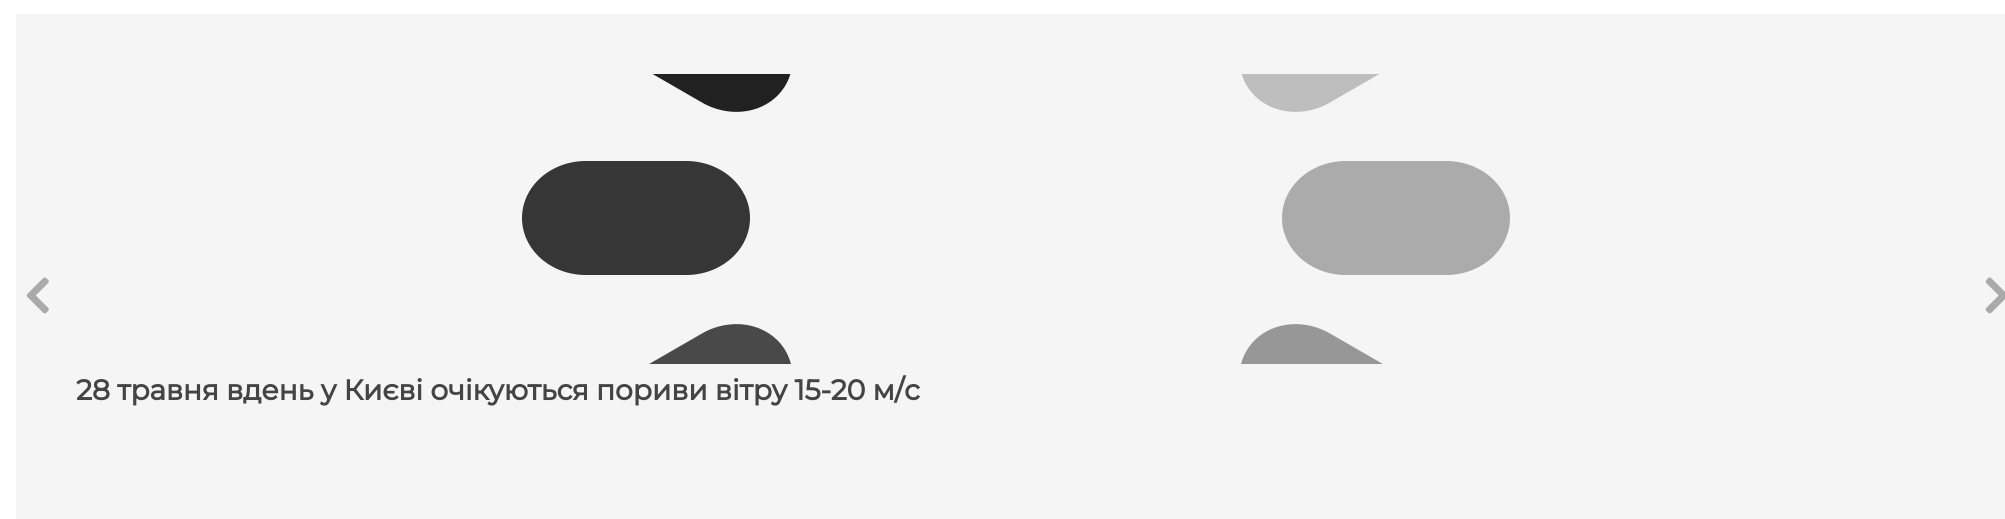 28 травня вдень у Києві очікуються пориви вітру 15-20 м/с